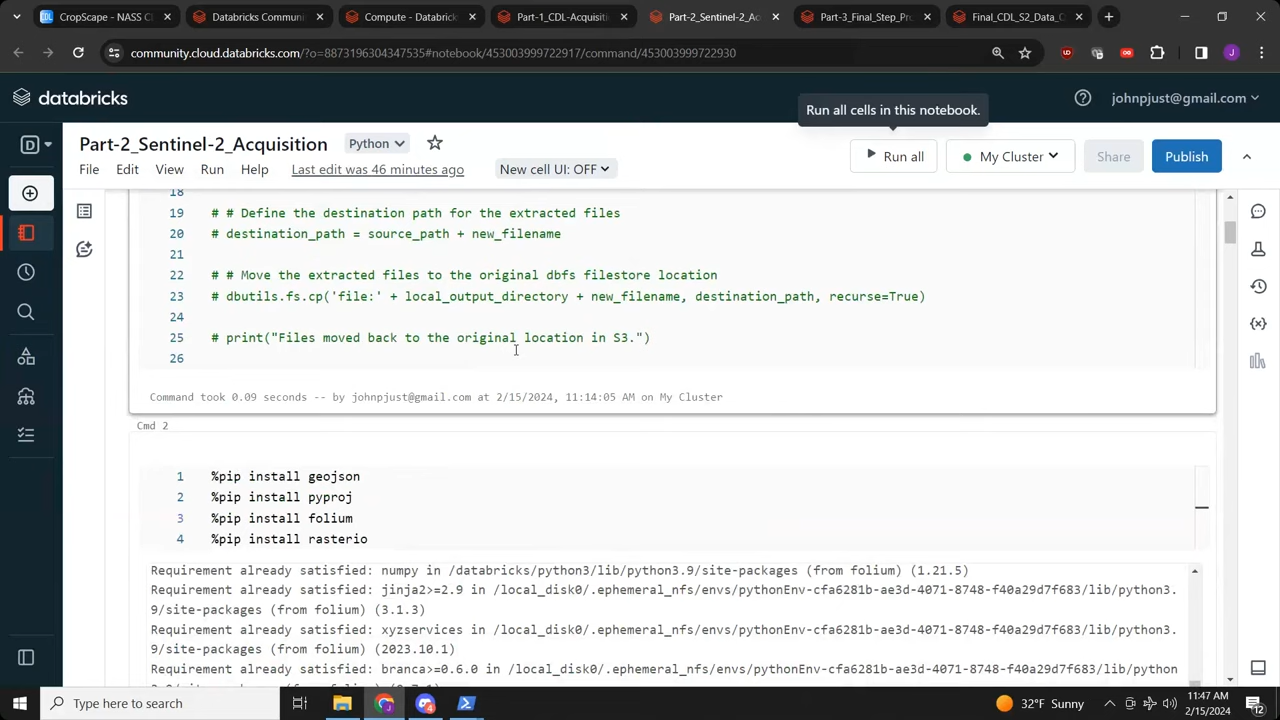 CropScape - NASS C
Databricks Communi
Compute - Databrick
Part-1_CDL-Acquisiti
Part-2_Sentinel-2_Ac
Part-3_Final_Step_Pr
Final_CDL_S2_Data_C
community.cloud.databricks.com/?o=8873196304347535#notebook/453003999722917/command/453003999722930
databricks
johnpjust@gmail.com
Run all cells in this notebook.
Part-2_Sentinel-2_Acquisition
Python
Run all
My Cluster
Share
Publish
File Edit View Run Help
Last edit was 46 minutes ago
New cell UI: OFF
18
19 # # Define the destination path for the extracted files
20 # destination_path = source_path + new_filename
21
22 # # Move the extracted files to the original dbfs filestore location
23 # dbutils.fs.cp('file:' + local_output_directory + new_filename, destination_path, recurse=True)
24
25 # print("Files moved back to the original location in S3.")
26
Command took 0.09 seconds -- by johnpjust@gmail.com at 2/15/2024, 11:14:05 AM on My Cluster
Cmd 2
1 %pip install geojson
2 %pip install pyproj
3 %pip install folium
4 %pip install rasterio
Requirement already satisfied: numpy in /databricks/python3/lib/python3.9/site-packages (from folium) (1.21.5)
Requirement already satisfied: jinja2>=2.9 in /local_disk0/.ephemeral_nfs/envs/pythonEnv-cfa6281b-ae3d-4071-8748-f40a29d7f683/lib/python3.
9/site-packages (from folium) (3.1.3)
Requirement already satisfied: xyzservices in /local_disk0/.ephemeral_nfs/envs/pythonEnv-cfa6281b-ae3d-4071-8748-f40a29d7f683/lib/python3.
9/site-packages (from folium) (2023.10.1)
Requirement already satisfied: branca>=0.6.0 in /local_disk0/.ephemeral_nfs/envs/pythonEnv-cfa6281b-ae3d-4071-8748-f40a29d7f683/lib/python
Type here to search
32°F Sunny
11:47 AM
2/15/2024
12